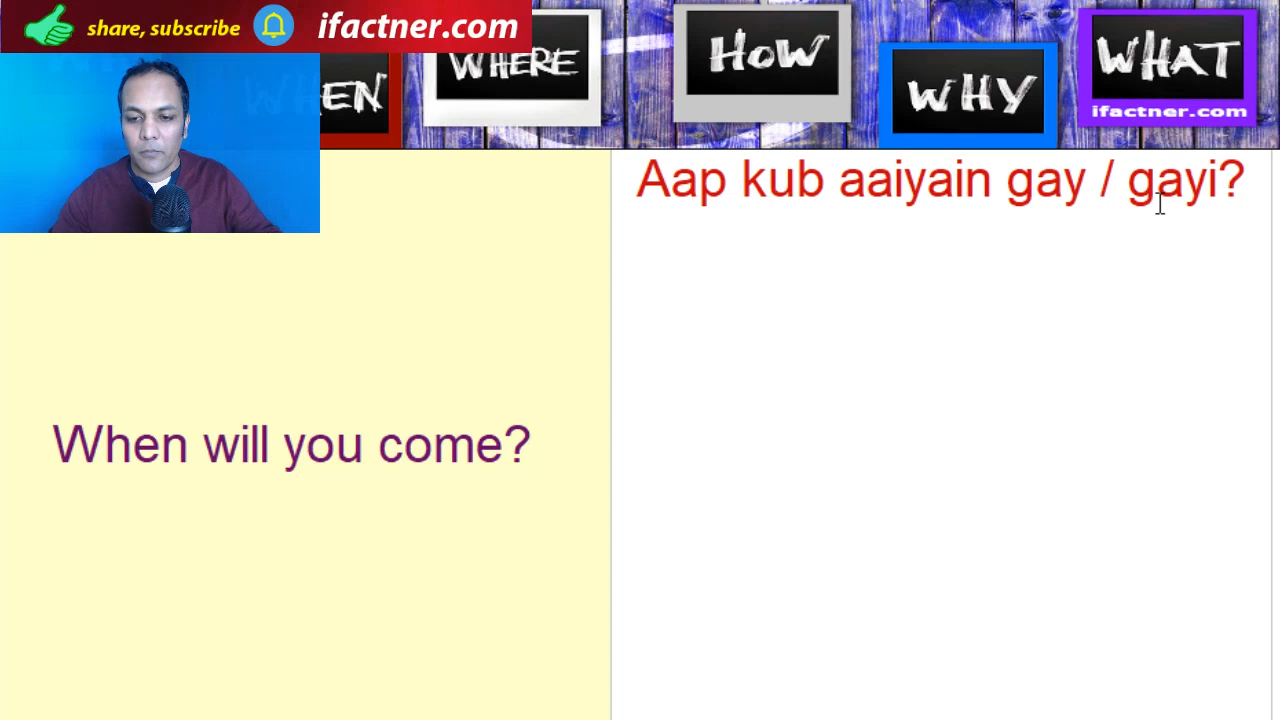 share, subscribe
ifactner.com
WHEN
WHERE
HOW
WHY
WHAT
ifactner.com
Aap kub aaiyain gay / gayi?
When will you come?